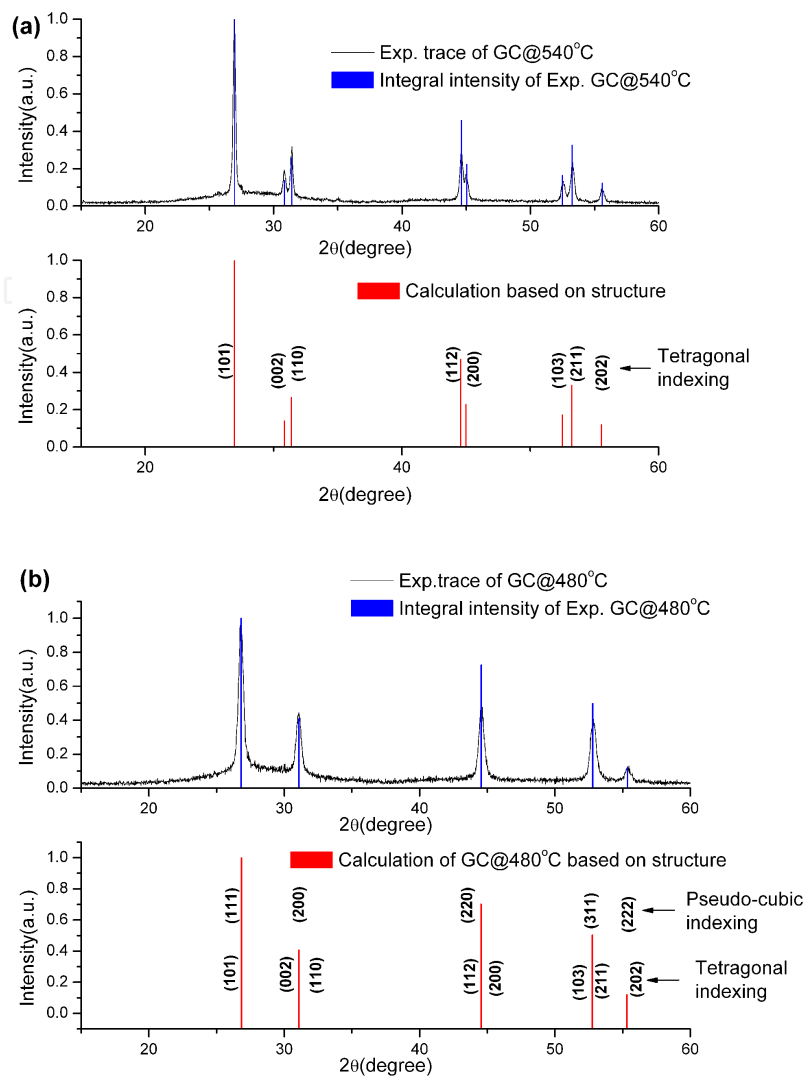 (a)
Exp. trace of GC@540°C
Integral intensity of Exp. GC@540°C
Intensity(a.u.)
1.0
0.8
0.6
0.4
0.2
0.0
20
30
40
50
60
2θ(degree)
Calculation based on structure
Intensity(a.u.)
1.0
0.8
0.6
0.4
0.2
0.0
(101)
(002)
(110)
(112)
(200)
(103)
(211)
(202)
Tetragonal
indexing
20
40
60
2θ(degree)
(b)
Exp.trace of GC@480°C
Integral intensity of Exp. GC@480°C
Intensity(a.u.)
1.0
0.8
0.6
0.4
0.2
0.0
20
30
40
50
60
2θ(degree)
Calculation of GC@480°C based on structure
Intensity(a.u.)
1.0
0.8
0.6
0.4
0.2
0.0
(111)
(200)
(220)
(311)
(222)
Pseudo-cubic
indexing
(101)
(002)
(110)
(112)
(200)
(103)
(211)
(202)
Tetragonal
indexing
20
30
40
50
60
2θ(degree)